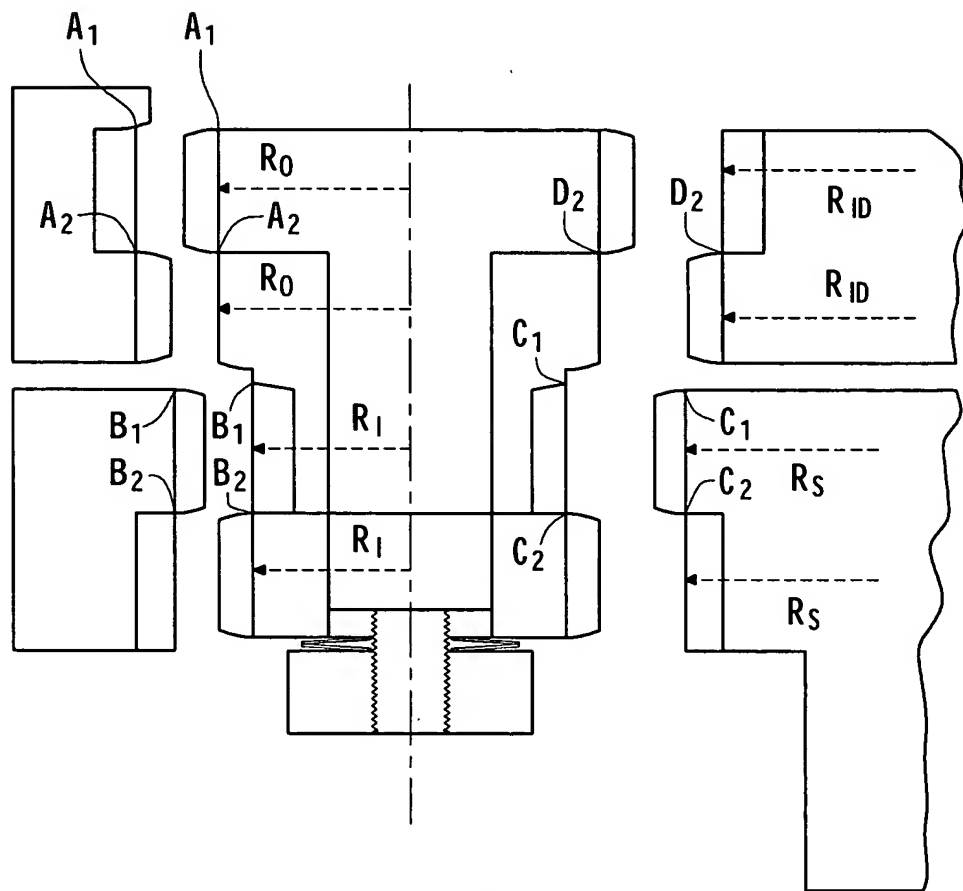 A1 A1
R0 D2 D2 RID
A2 A2
R0 RID
C1
B1 B1 RI C1
B2 B2 RS
C2
RI C2
RS